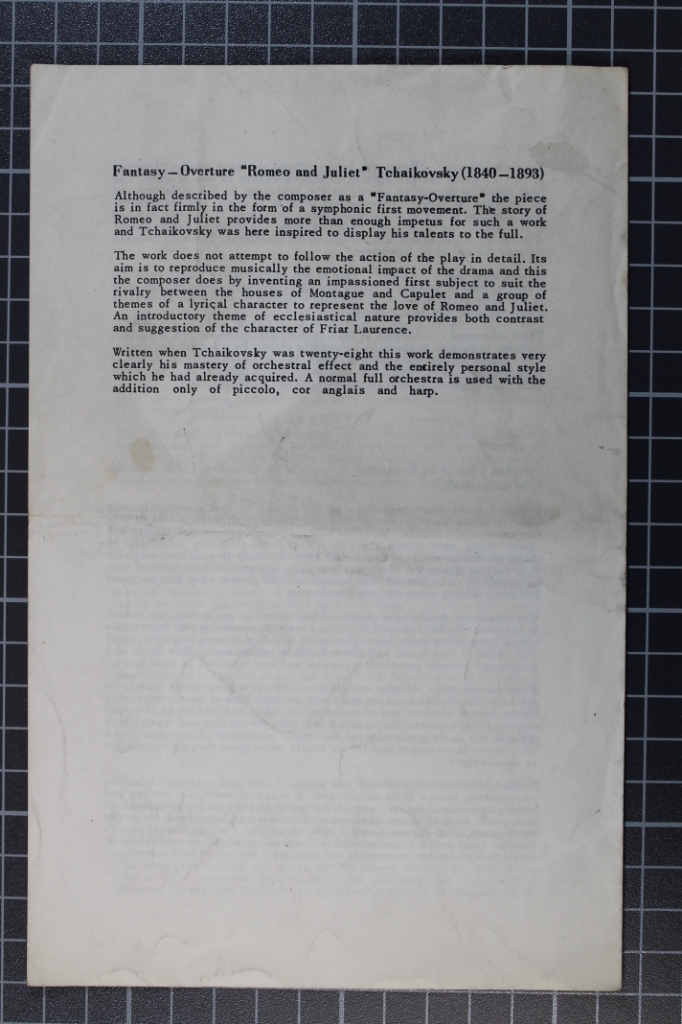 Fantasy – Overture "Romeo and Juliet" Tchaikovsky (1840 – 1893)
Although described by the composer as a "Fantasy-Overture" the piece
is in fact firmly in the form of a symphonic first movement. The story of
Romeo and Juliet provides more than enough impetus for such a work
and Tchaikovsky was here inspired to display his talents to the full.
The work does not attempt to follow the action of the play in detail. Its
aim is to reproduce musically the emotional impact of the drama and this
the composer does by inventing an impassioned first subject to suit the
rivalry between the houses of Montague and Capulet and a group of
themes of a lyrical character to represent the love of Romeo and Juliet.
An introductory theme of ecclesiastical nature provides both contrast
and suggestion of the character of Friar Laurence.
Written when Tchaikovsky was twenty-eight this work demonstrates very
clearly his mastery of orchestral effect and the entirely personal style
which he had already acquired. A normal full orchestra is used with the
addition only of piccolo, cor anglais and harp.